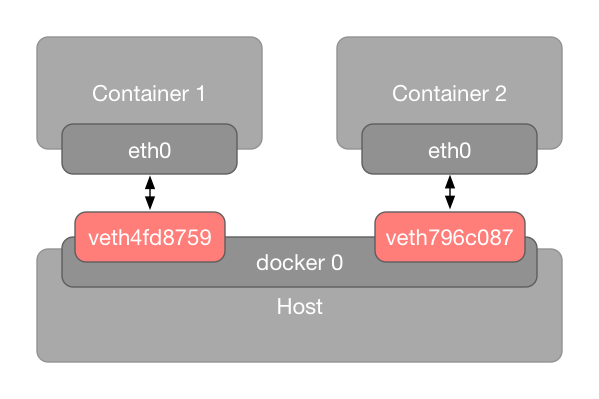 Container 1
Container 2
eth0
eth0
veth4fd8759
veth796c087
docker 0
Host